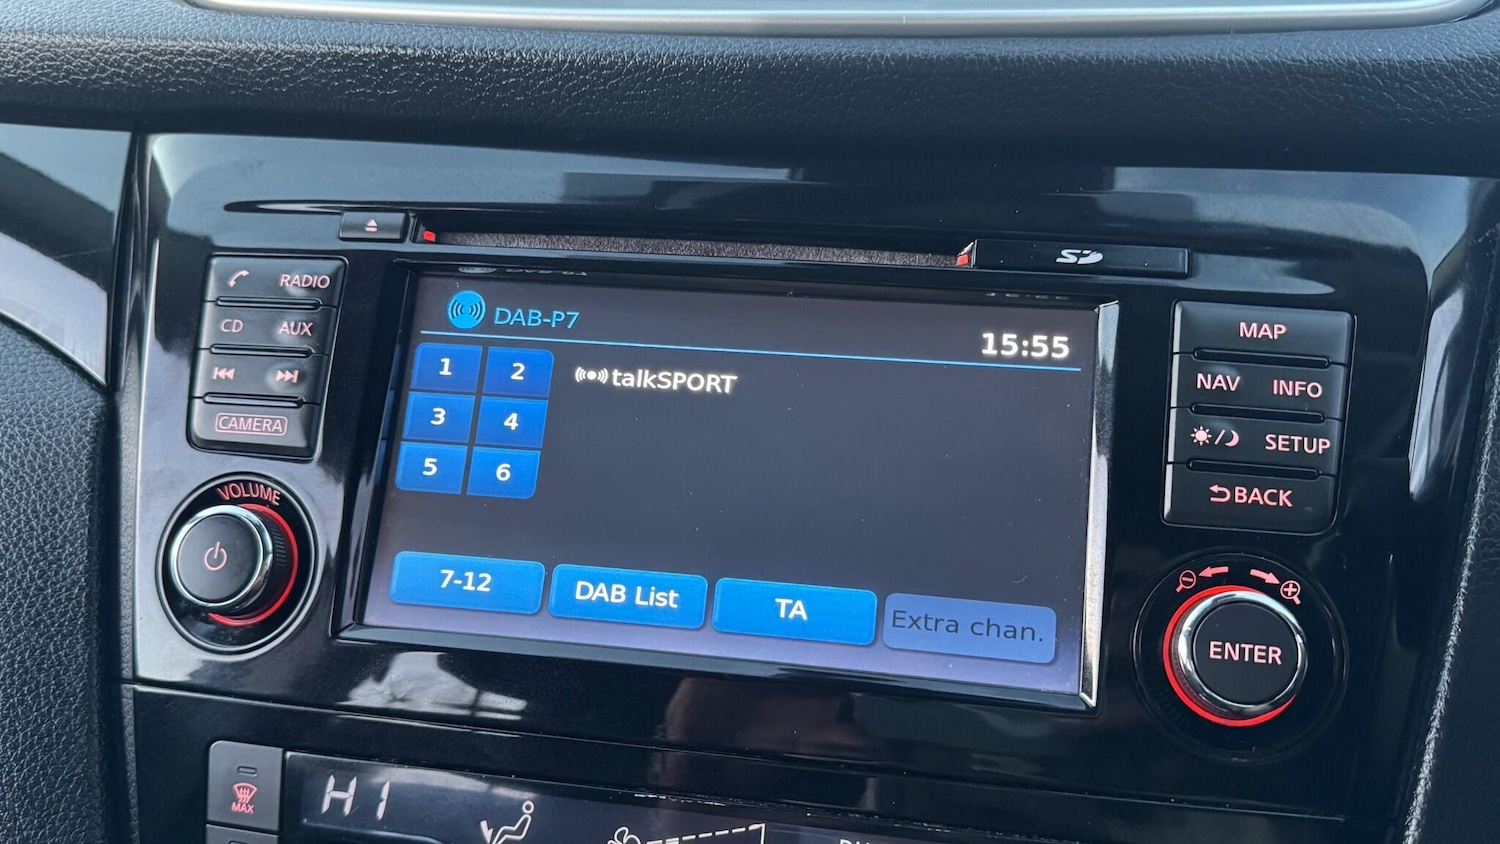 RADIO
CD AUX
CAMERA
VOLUME
DAB-P7
15:55
1 2
3 4
5 6
talkSPORT
7-12
DAB List
TA
Extra chan.
SD
MAP
NAV INFO
SETUP
BACK
ENTER
MAX
HI